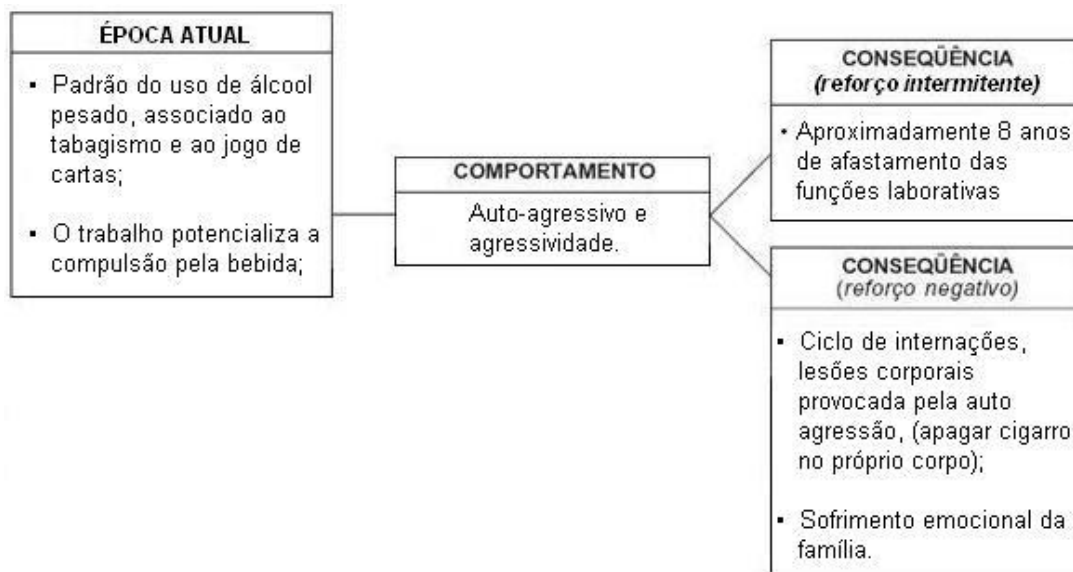 ÉPOCA ATUAL
▪ Padrão do uso de álcool
pesado, associado ao
tabagismo e ao jogo de
cartas;
▪ O trabalho potencializa a
compulsão pela bebida;
COMPORTAMENTO
Auto-agressivo e
agressividade.
CONSEQÜÊNCIA
(reforço intermitente)
• Aproximadamente 8 anos
de afastamento das
funções laborativas
CONSEQÜÊNCIA
(reforço negativo)
▪ Ciclo de internações,
lesões corporais
provocada pela auto
agressão, (apagar cigarro
no próprio corpo);
▪ Sofrimento emocional da
família.